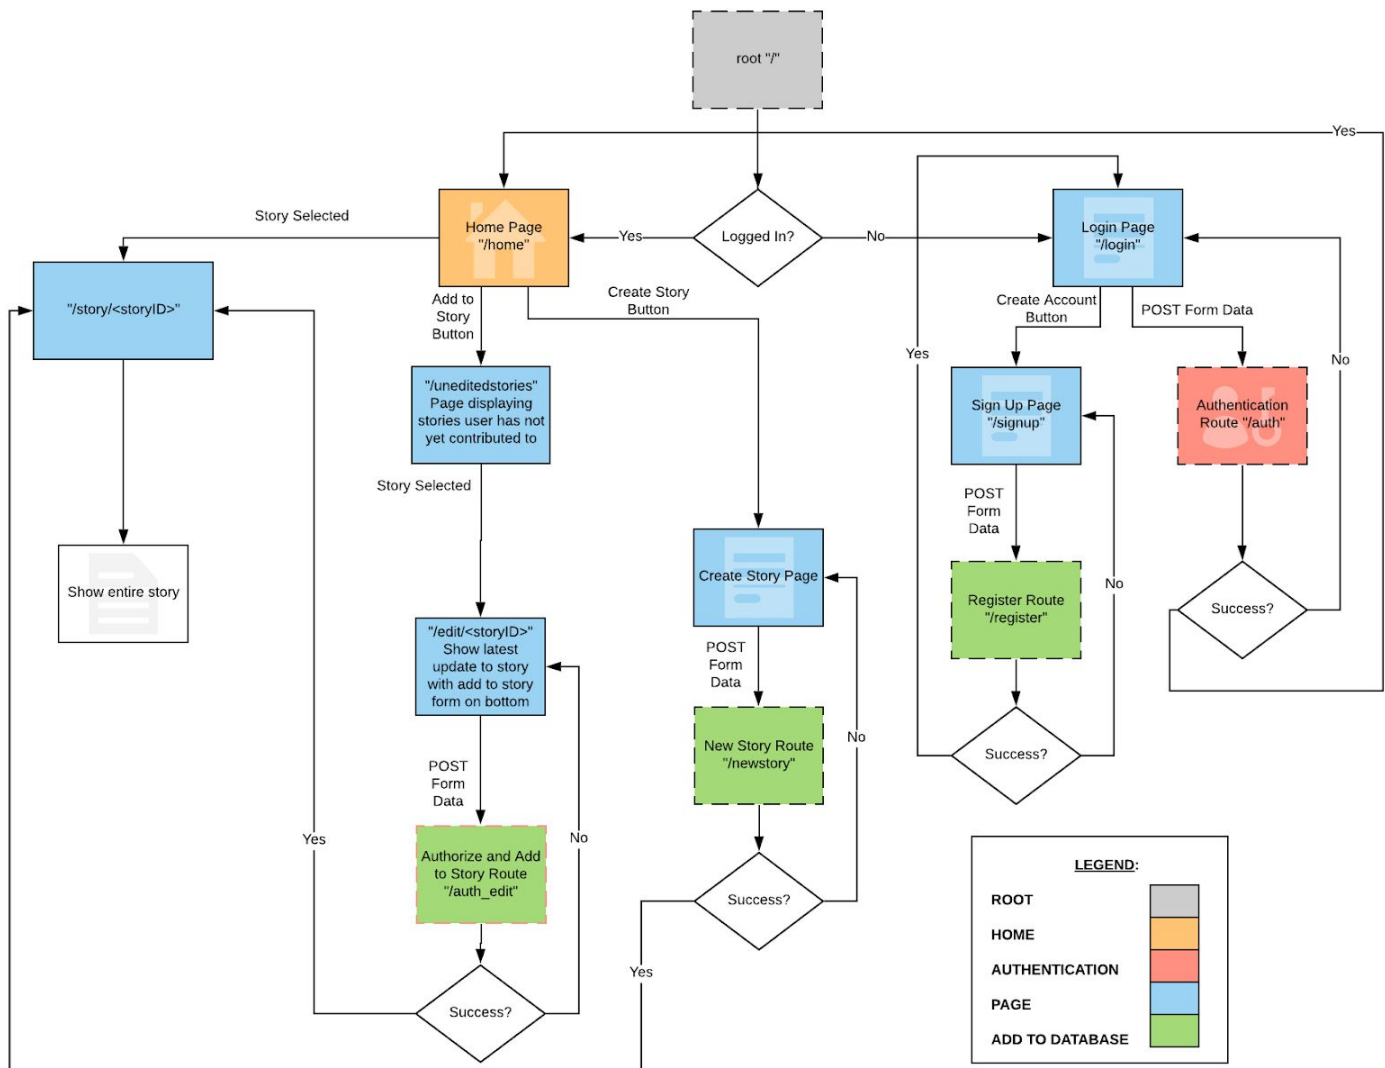 root "/"
Yes
Story Selected
Home Page
"/home"
Yes
Logged In?
No
Login Page
"/login"
"/story/<storyID>"
Add to
Story
Button
Create Story
Button
Create Account
Button
POST Form Data
Yes
No
"/uneditedstories"
Page displaying
stories user has not
yet contributed to
Sign Up Page
"/signup"
Authentication
Route "/auth"
Story Selected
POST
Form
Data
Show entire story
Create Story Page
No
Register Route
"/register"
Success?
"/edit/<storyID>"
Show latest
update to story
with add to story
form on bottom
POST
Form
Data
New Story Route
"/newstory"
No
Success?
POST
Form
Data
Yes
No
Authorize and Add
to Story Route
"/auth_edit"
Success?
Yes
Success?
LEGEND:
ROOT
HOME
AUTHENTICATION
PAGE
ADD TO DATABASE